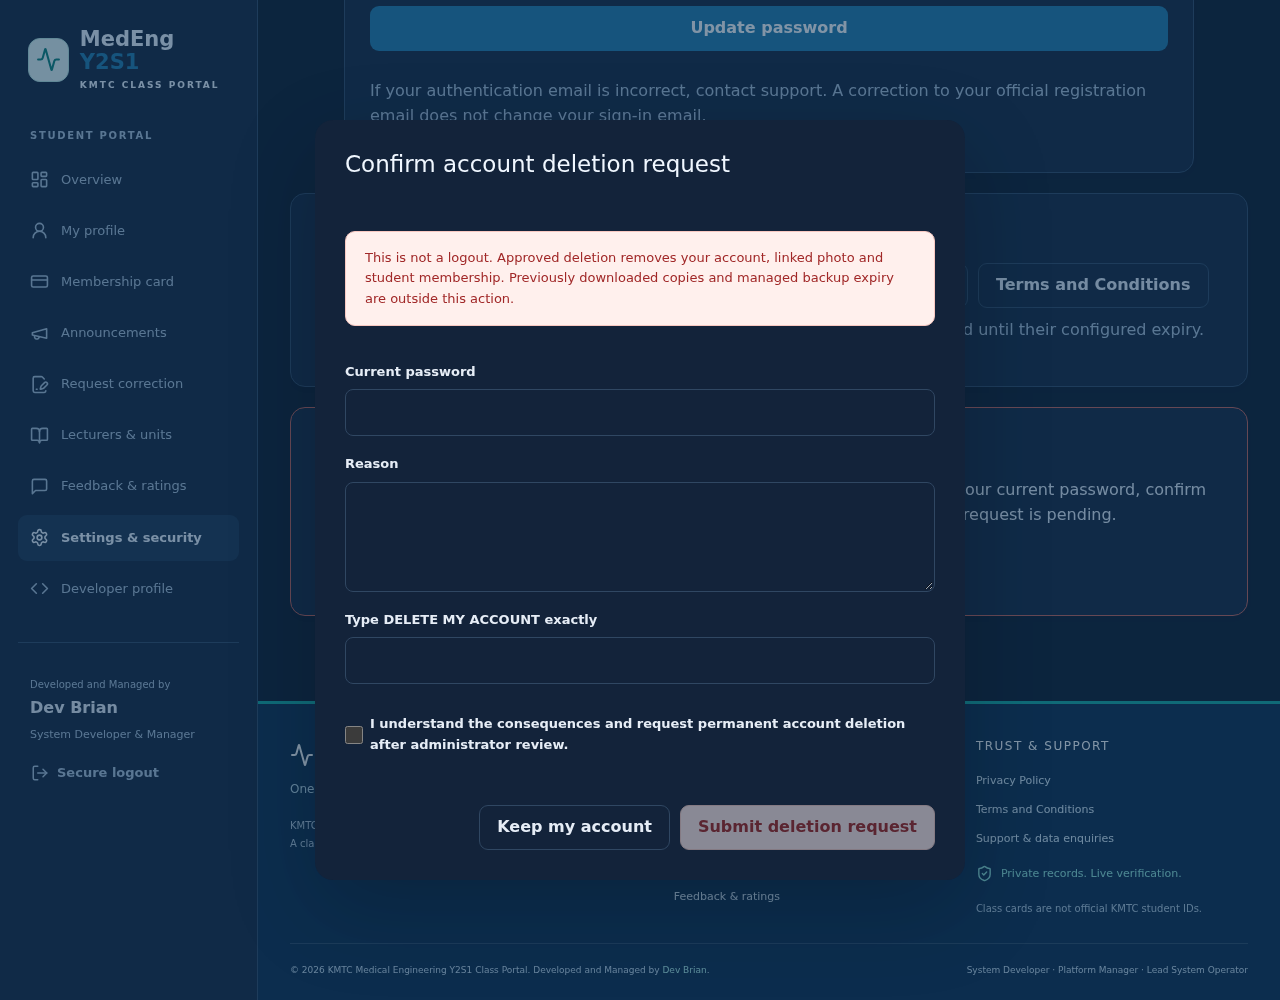 MedEng
Y2S1
KMTC CLASS PORTAL
STUDENT PORTAL
Overview
My profile
Membership card
Announcements
Request correction
Lecturers & units
Feedback & ratings
Settings & security
Developer profile
Developed and Managed by
Dev Brian
System Developer & Manager
Secure logout
Update password
If your authentication email is incorrect, contact support. A correction to your official registration
email does not change your sign-in email.
Terms and Conditions
d until their configured expiry.
our current password, confirm
request is pending.
Confirm account deletion request
This is not a logout. Approved deletion removes your account, linked photo and
student membership. Previously downloaded copies and managed backup expiry
are outside this action.
Current password
Reason
Type DELETE MY ACCOUNT exactly
I understand the consequences and request permanent account deletion
after administrator review.
Keep my account
Submit deletion request
One
KMTC
A cla
Feedback & ratings
TRUST & SUPPORT
Privacy Policy
Terms and Conditions
Support & data enquiries
Private records. Live verification.
Class cards are not official KMTC student IDs.
© 2026 KMTC Medical Engineering Y2S1 Class Portal. Developed and Managed by Dev Brian.
System Developer · Platform Manager · Lead System Operator